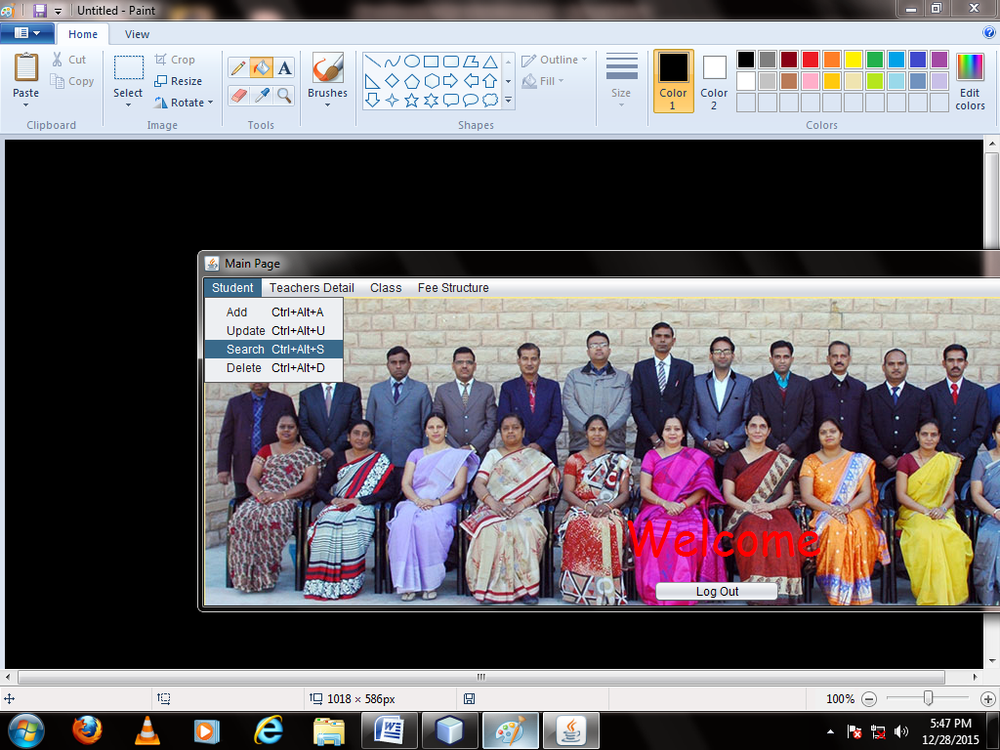 Untitled - Paint
Home View
Paste
Cut
Copy
Clipboard
Select
Crop
Resize
Rotate
Image
A
Tools
Brushes
Shapes
Outline
Fill
Size
Color 1
Color 2
Colors
Edit colors
Main Page
Student Teachers Detail Class Fee Structure
Add Ctrl+Alt+A
Update Ctrl+Alt+U
Search Ctrl+Alt+S
Delete Ctrl+Alt+D
Welcome
Log Out
1018 × 586px
100%
5:47 PM
12/28/2015